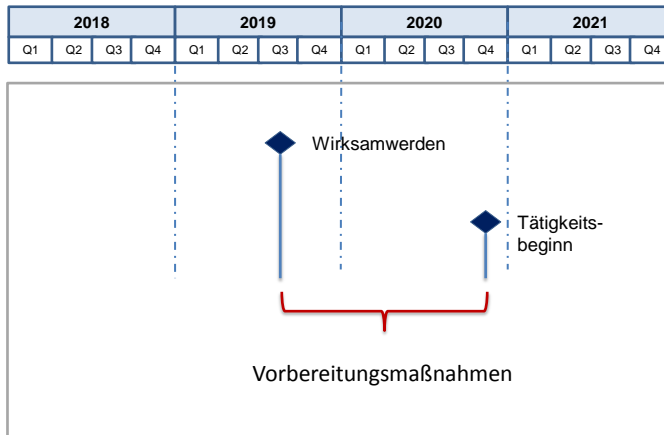 2018 2019 2020 2021
Q1 Q2 Q3 Q4 Q1 Q2 Q3 Q4 Q1 Q2 Q3 Q4 Q1 Q2 Q3 Q4
Wirksamwerden
Tätigkeits-
beginn
Vorbereitungsmaßnahmen